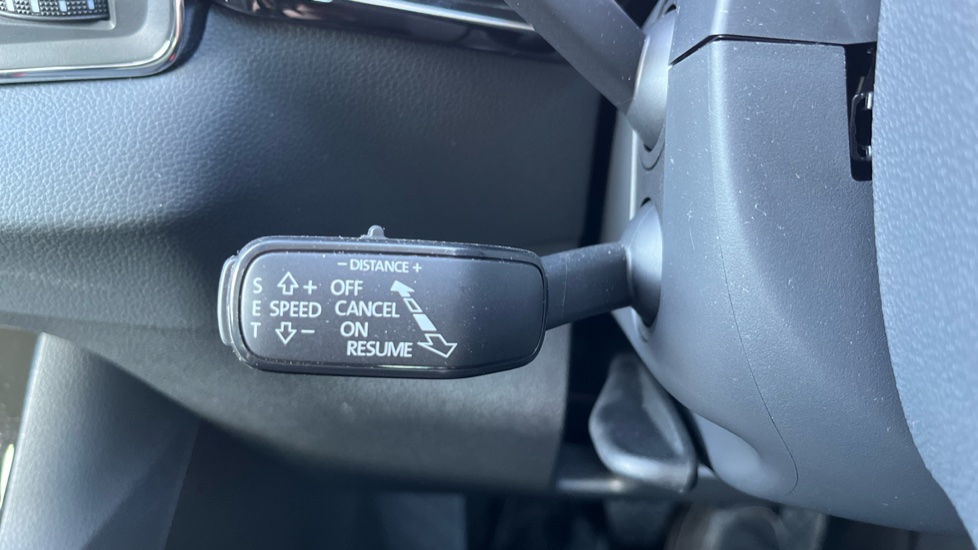 − DISTANCE +
S + OFF
E SPEED CANCEL
T − ON
RESUME